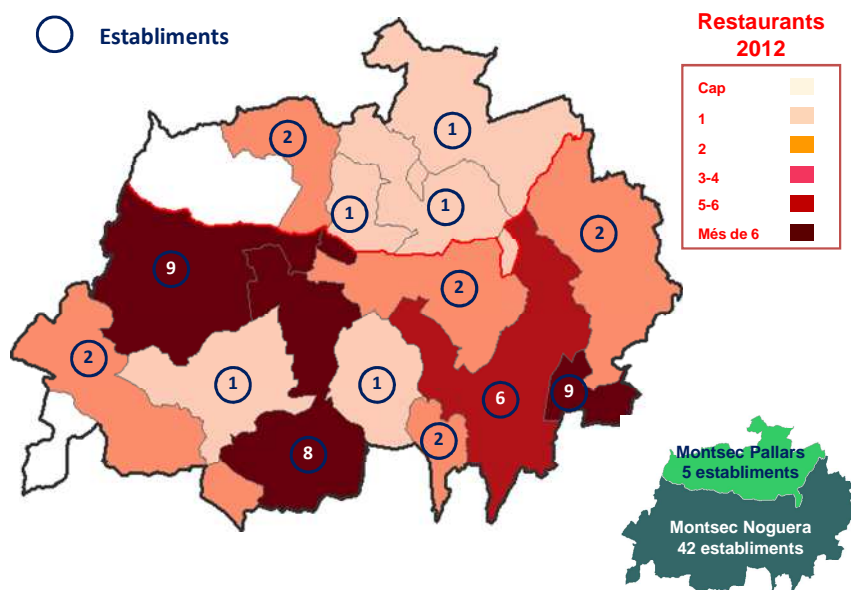 Establiments
Restaurants
2012
Cap
1
2
3-4
5-6
Més de 6
2
1
1
1
2
9
2
2
1
1
6
9
2
8
Montsec Pallars
5 establiments
Montsec Noguera
42 establiments